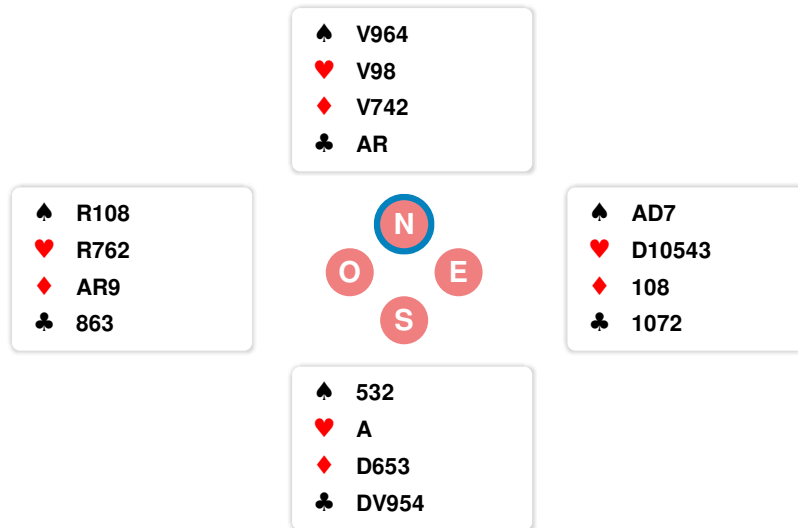 ♠ V964
♥ V98
♦ V742
♣ AR
♠ R108
♥ R762
♦ AR9
♣ 863
N
O E
S
♠ AD7
♥ D10543
♦ 108
♣ 1072
♠ 532
♥ A
♦ D653
♣ DV954